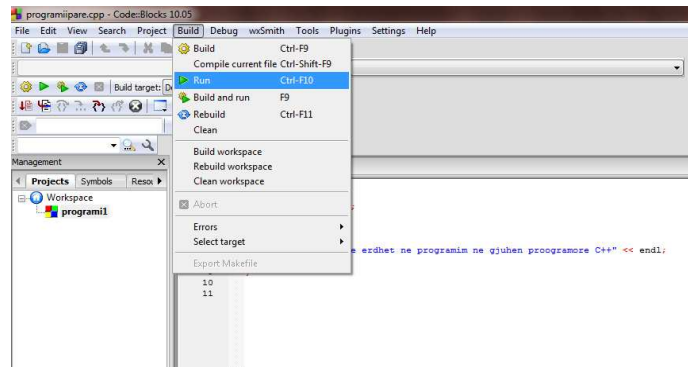 programiipare.cpp - Code::Blocks 10.05
File Edit View Search Project Build Debug wxSmith Tools Plugins Settings Help
Build Ctrl-F9
Compile current file Ctrl-Shift-F9
Run Ctrl-F10
Build target:
Build and run F9
Rebuild Ctrl-F11
Clean
Build workspace
Management X
Rebuild workspace
Projects Symbols
Clean workspace
Workspace
Abort
programi1
Errors
Select target
e erdhet ne programim ne gjuhen proogramore C++" << endl;
Export Makefile
10
11